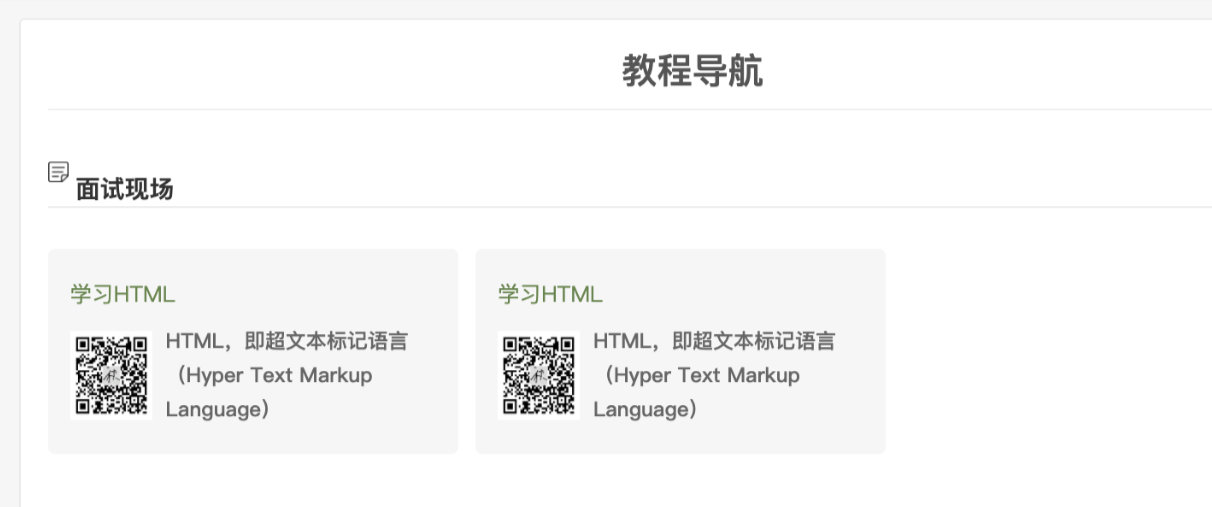 教程导航
面试现场
学习HTML
HTML，即超文本标记语言
（Hyper Text Markup
Language）
学习HTML
HTML，即超文本标记语言
（Hyper Text Markup
Language）